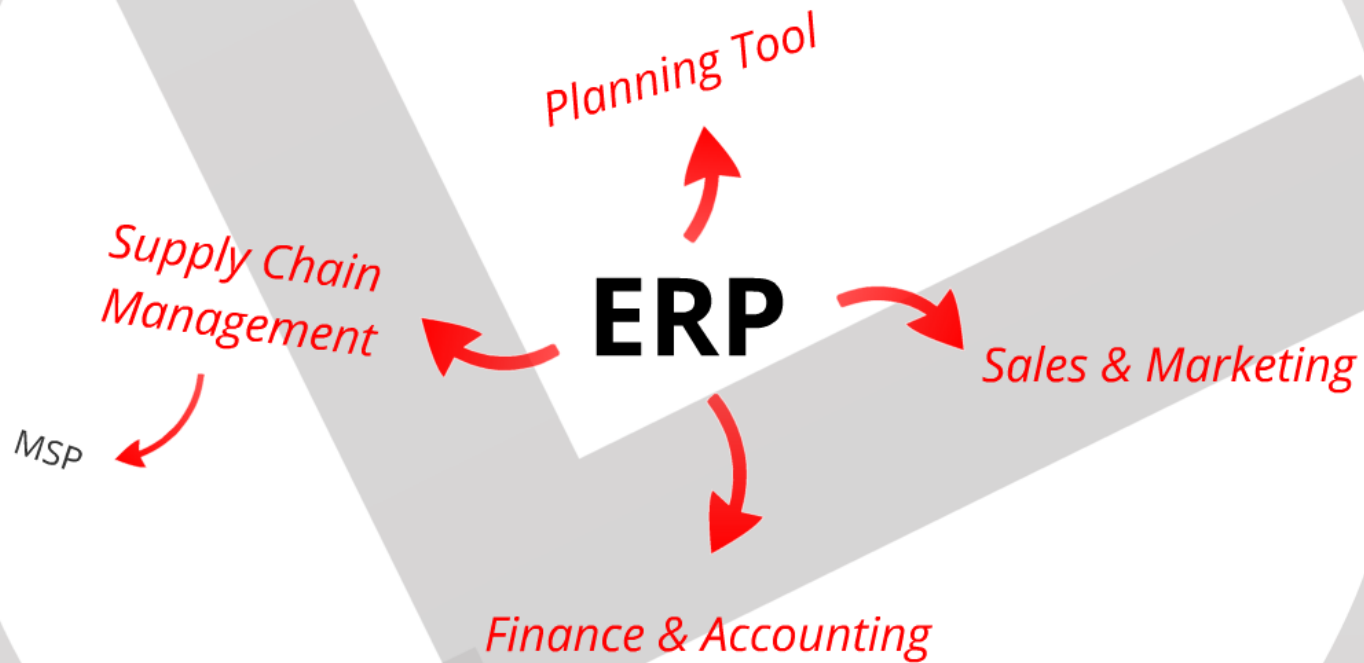 Planning Tool
Supply Chain
Management
ERP
Sales & Marketing
MSP
Finance & Accounting